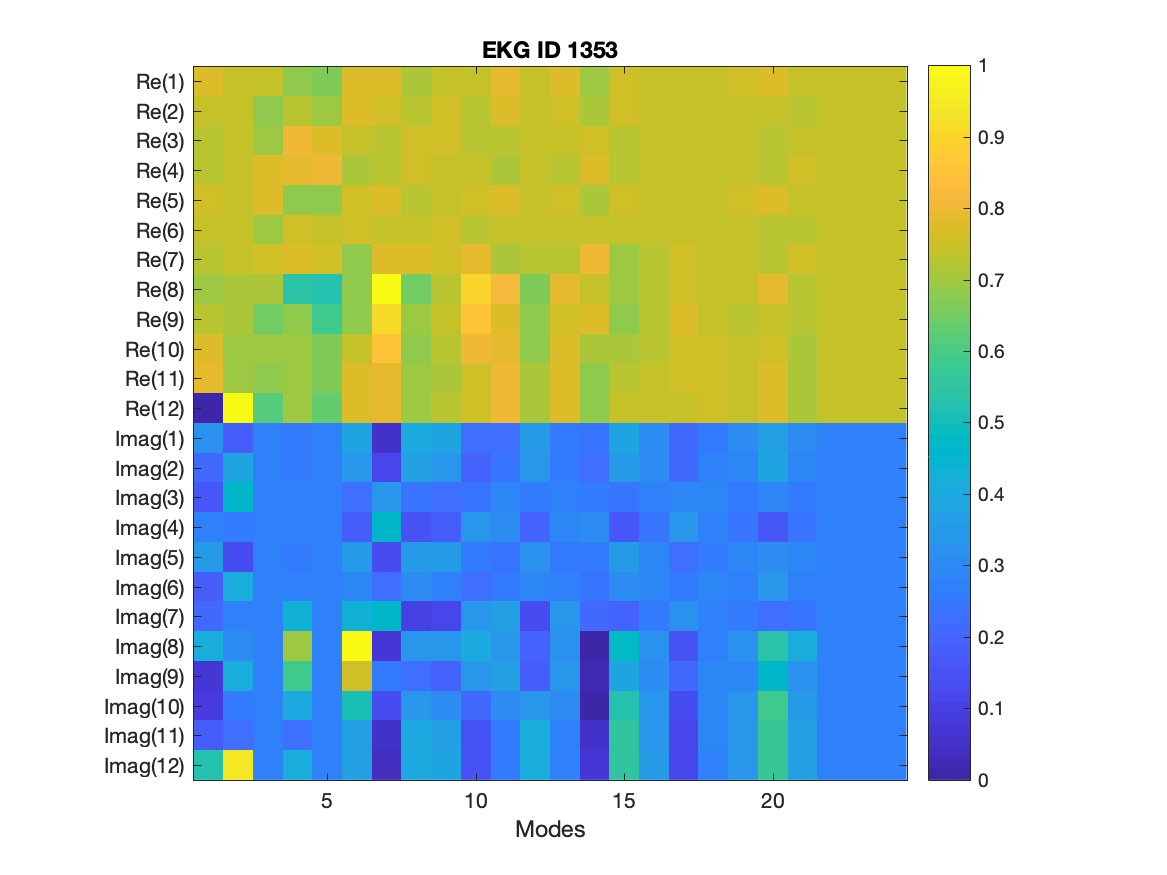 EKG ID 1353
Re(1)
Re(2)
Re(3)
Re(4)
Re(5)
Re(6)
Re(7)
Re(8)
Re(9)
Re(10)
Re(11)
Re(12)
Imag(1)
Imag(2)
Imag(3)
Imag(4)
Imag(5)
Imag(6)
Imag(7)
Imag(8)
Imag(9)
Imag(10)
Imag(11)
Imag(12)
5 10 15 20
Modes
1
0.9
0.8
0.7
0.6
0.5
0.4
0.3
0.2
0.1
0